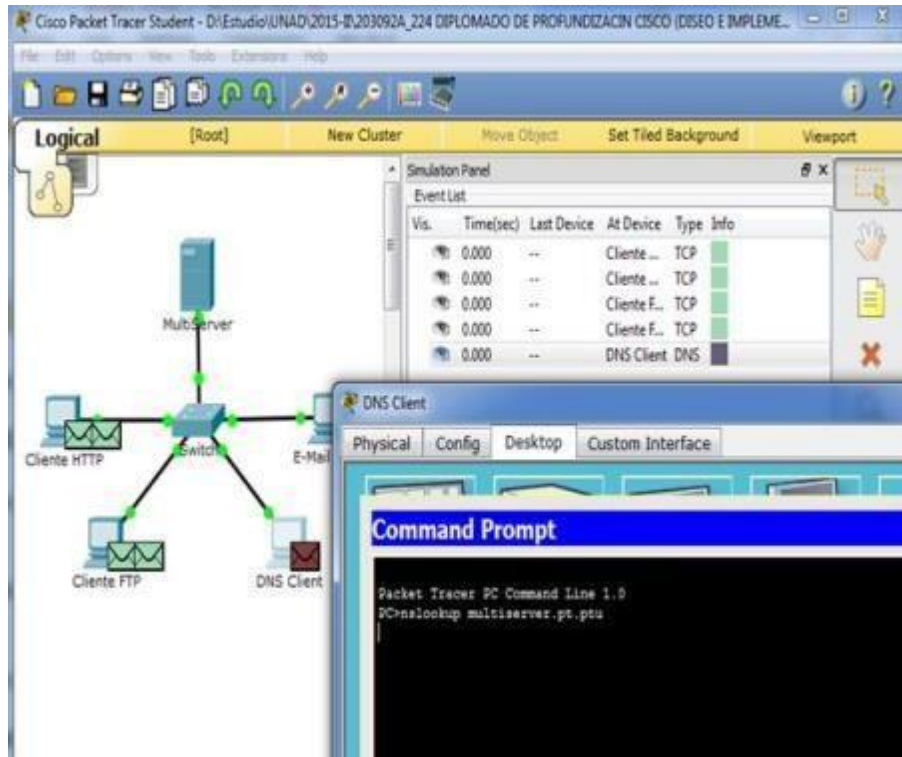 Cisco Packet Tracer Student - D:\Estudio\UNAD\2015-II\203092A_224 DIPLOMADO DE PROFUNDIZACIN CISCO (DISEO E IMPLEME...
File Edit Options View Tools Extensions Help
Logical [Root] New Cluster Move Object Set Tiled Background Viewport
Simulation Panel
Event List
Vis. Time(sec) Last Device At Device Type Info
0.000 -- Cliente ... TCP
0.000 -- Cliente ... TCP
0.000 -- Cliente F... TCP
0.000 -- Cliente F... TCP
0.000 -- DNS Client DNS
MultiServer
Switch
Cliente HTTP
E-Mail
Cliente FTP
DNS Client
DNS Client
Physical Config Desktop Custom Interface
Command Prompt
Packet Tracer PC Command Line 1.0
PC>nslookup multiserver.pt.ptu